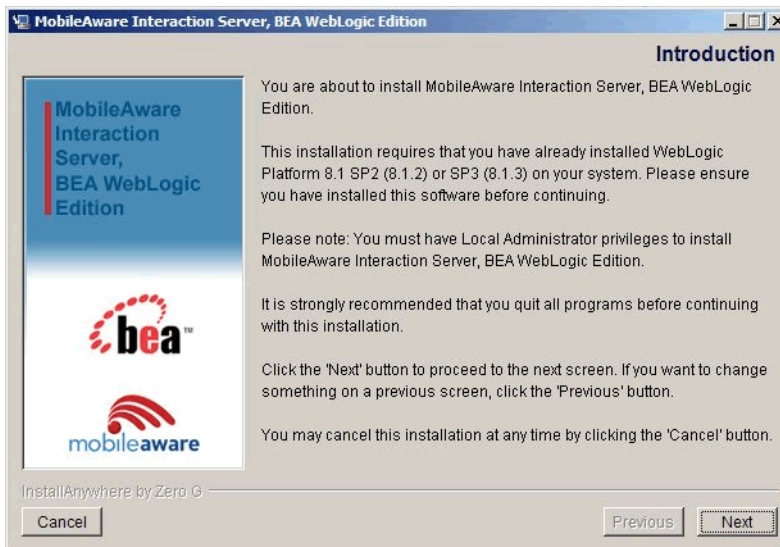 MobileAware Interaction Server, BEA WebLogic Edition
Introduction
MobileAware
Interaction
Server,
BEA WebLogic
Edition
bea™
mobileaware
You are about to install MobileAware Interaction Server, BEA WebLogic
Edition.
This installation requires that you have already installed WebLogic
Platform 8.1 SP2 (8.1.2) or SP3 (8.1.3) on your system. Please ensure
you have installed this software before continuing.
Please note: You must have Local Administrator privileges to install
MobileAware Interaction Server, BEA WebLogic Edition.
It is strongly recommended that you quit all programs before continuing
with this installation.
Click the 'Next' button to proceed to the next screen. If you want to change
something on a previous screen, click the 'Previous' button.
You may cancel this installation at any time by clicking the 'Cancel' button.
InstallAnywhere by Zero G
Cancel
Previous
Next